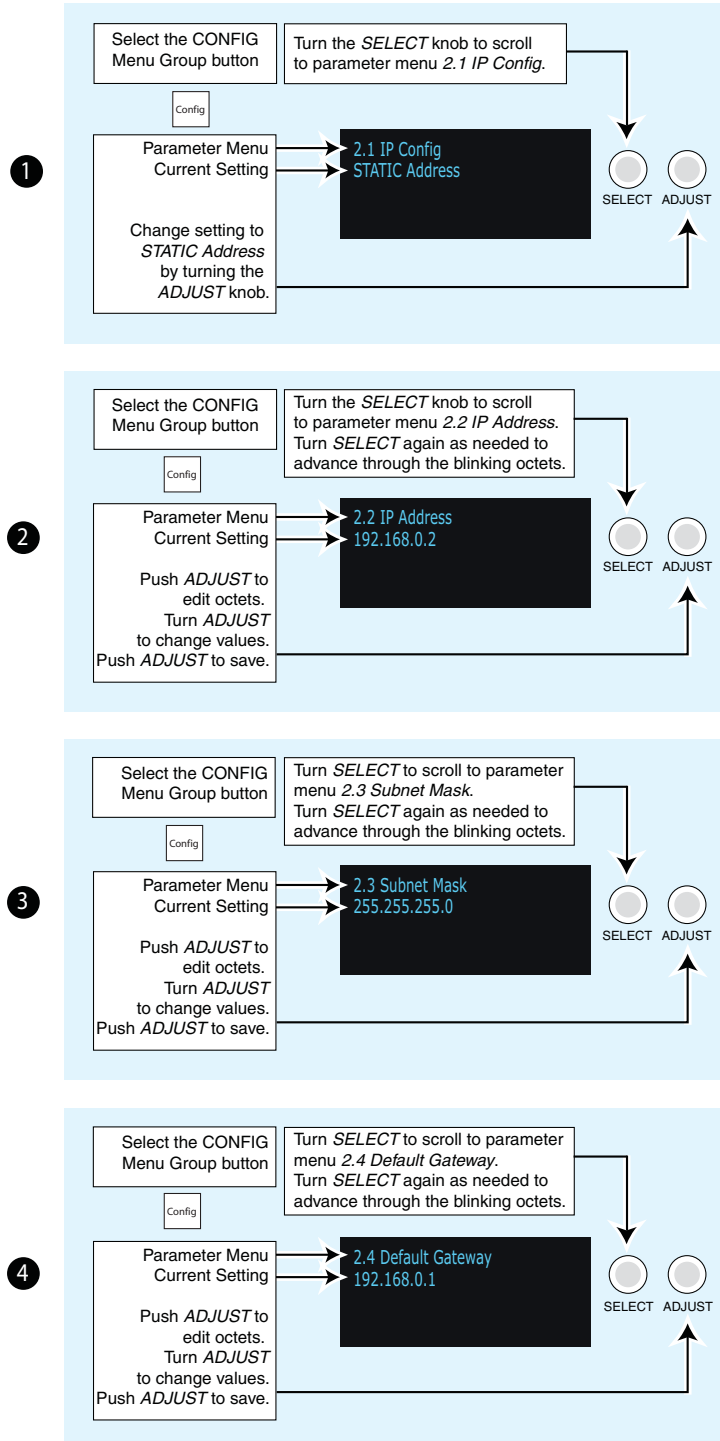 1
Select the CONFIG
Menu Group button
Turn the SELECT knob to scroll
to parameter menu 2.1 IP Config.
Config
Parameter Menu
Current Setting
Change setting to
STATIC Address
by turning the
ADJUST knob.
2.1 IP Config
STATIC Address
SELECT ADJUST
2
Select the CONFIG
Menu Group button
Turn the SELECT knob to scroll
to parameter menu 2.2 IP Address.
Turn SELECT again as needed to
advance through the blinking octets.
Config
Parameter Menu
Current Setting
Push ADJUST to
edit octets.
Turn ADJUST
to change values.
Push ADJUST to save.
2.2 IP Address
192.168.0.2
SELECT ADJUST
3
Select the CONFIG
Menu Group button
Turn SELECT to scroll to parameter
menu 2.3 Subnet Mask.
Turn SELECT again as needed to
advance through the blinking octets.
Config
Parameter Menu
Current Setting
Push ADJUST to
edit octets.
Turn ADJUST
to change values.
Push ADJUST to save.
2.3 Subnet Mask
255.255.255.0
SELECT ADJUST
4
Select the CONFIG
Menu Group button
Turn SELECT to scroll to parameter
menu 2.4 Default Gateway.
Turn SELECT again as needed to
advance through the blinking octets.
Config
Parameter Menu
Current Setting
Push ADJUST to
edit octets.
Turn ADJUST
to change values.
Push ADJUST to save.
2.4 Default Gateway
192.168.0.1
SELECT ADJUST